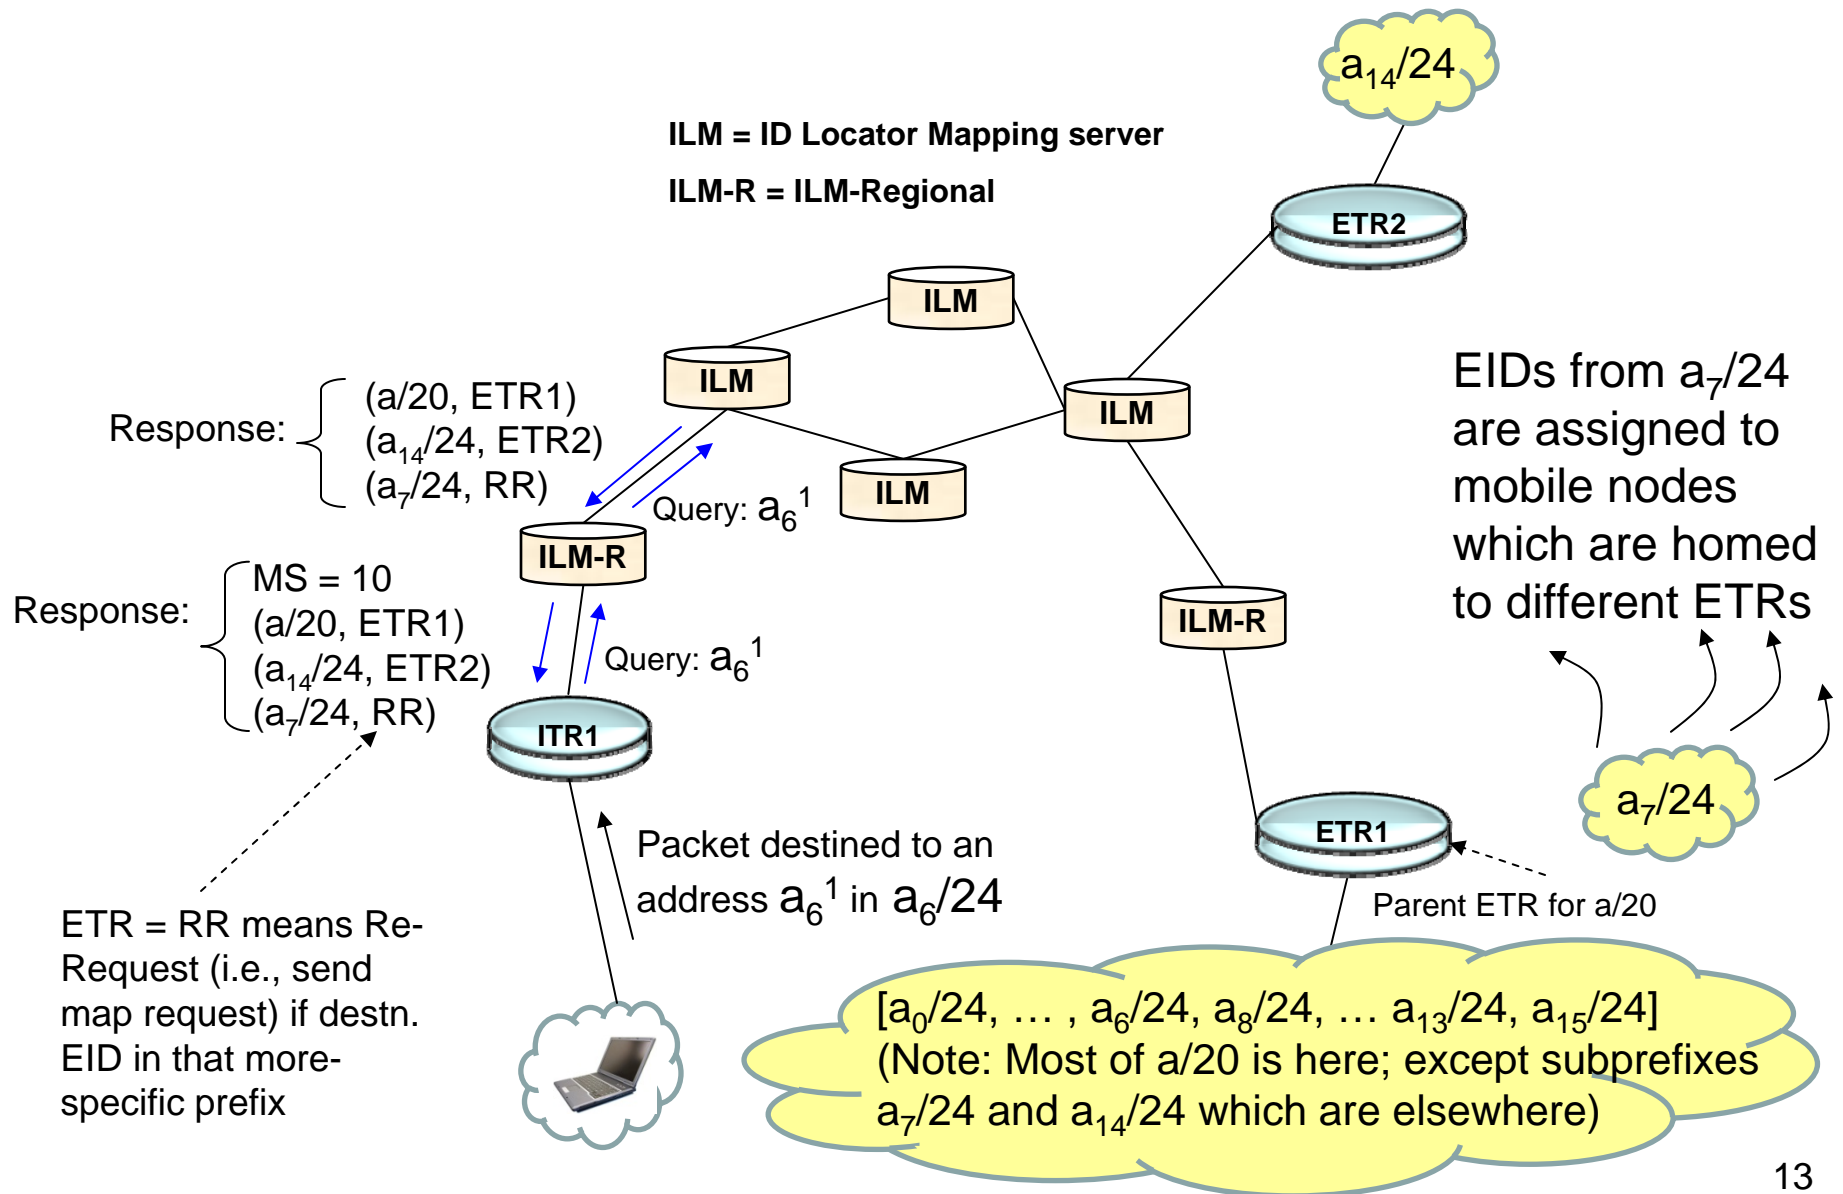 a₁₄/24
ILM = ID Locator Mapping server
ILM-R = ILM-Regional
ETR2
ILM
ILM
ILM
ILM
Response:
(a/20, ETR1)
(a₁₄/24, ETR2)
(a₇/24, RR)
Query: a₆¹
ILM-R
EIDs from a₇/24
are assigned to
mobile nodes
which are homed
to different ETRs
Response:
MS = 10
(a/20, ETR1)
(a₁₄/24, ETR2)
(a₇/24, RR)
Query: a₆¹
ILM-R
ITR1
a₇/24
ETR1
Parent ETR for a/20
Packet destined to an
address a₆¹ in a₆/24
ETR = RR means Re-
Request (i.e., send
map request) if destn.
EID in that more-
specific prefix
[a₀/24, … , a₆/24, a₈/24, … a₁₃/24, a₁₅/24]
(Note: Most of a/20 is here; except subprefixes
a₇/24 and a₁₄/24 which are elsewhere)
13